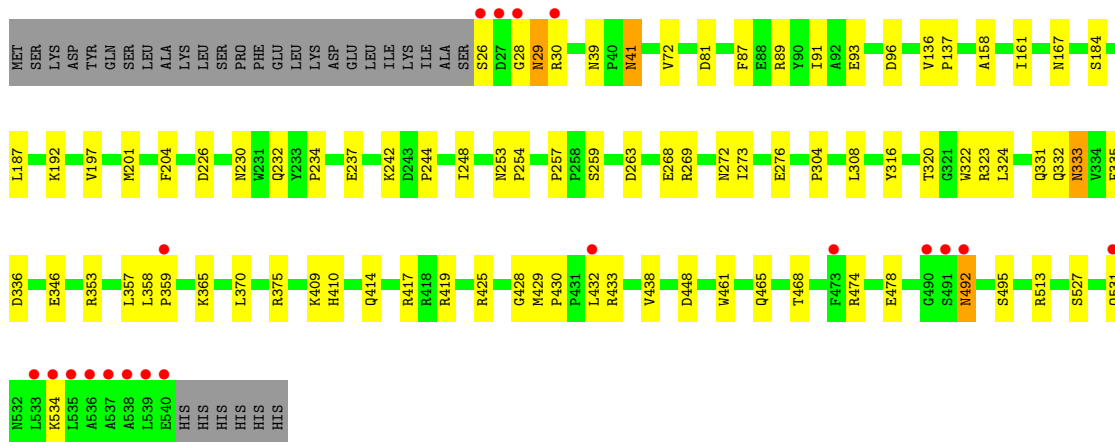 MET SER LYS ASP TYR GLN SER LEU ALA LYS LEU SER PRO PHE GLU LEU LEU LYS ASP GLU LEU ILE LYS ILE ALA SER S26 D27 G28 N29 R30 N39 P40 N41 V72 D81 F87 E88 R89 Y90 I91 A92 E93 D96 V136 P137 A158 I161 N167 S184
L187 K192 V197 M201 F204 D226 N230 W231 Q232 Y233 P234 E237 K242 D243 P244 I248 N253 P254 P257 P258 S259 D263 E268 R269 N272 I273 E276 P304 L308 Y316 T320 G321 W322 R323 L324 Q331 Q332 N333 V334
D336 E346 R353 L357 L358 P359 K365 L370 R375 K409 H410 Q414 R417 R418 R419 R425 G428 M429 P430 P431 L432 R433 V438 D448 W461 Q465 T468 F473 R474 E478 G490 S491 N492 S495 R513 S527
N532 L533 K534 L535 A536 A537 A538 L539 E540 HIS HIS HIS HIS HIS HIS